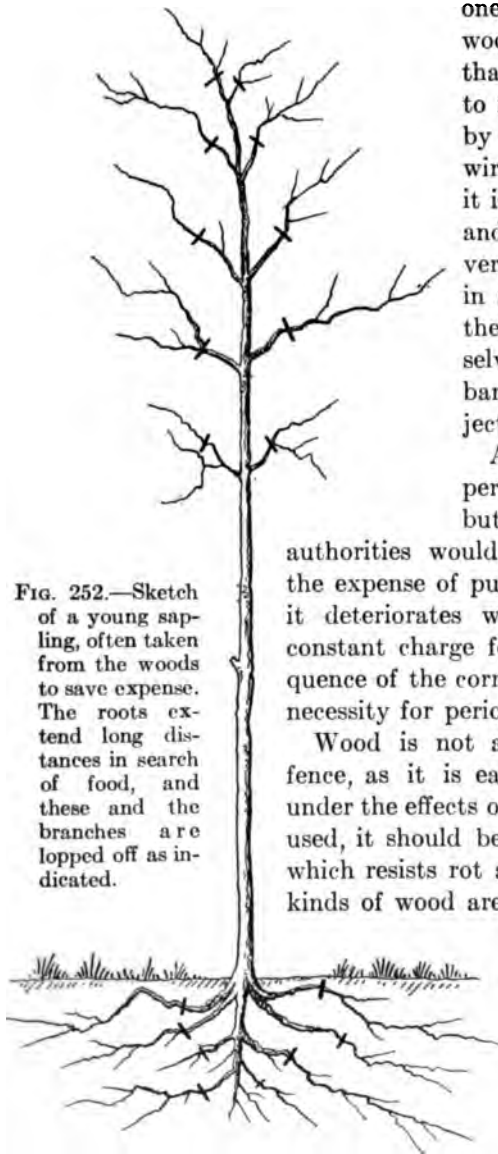 one
woo
tha
to
by
wir
it i
and
ver
in
the
selv
bar
ject
A
per
but
authorities would
the expense of pu
it deteriorates w
constant charge fo
quence of the corr
necessity for perio
Wood is not a
fence, as it is ea
under the effects o
used, it should be
which resists rot a
kinds of wood are
FIG. 252.—Sketch
of a young sap-
ling, often taken
from the woods
to save expense.
The roots ex-
tend long dis-
tances in search
of food, and
these and the
branches are
lopped off as in-
dicated.